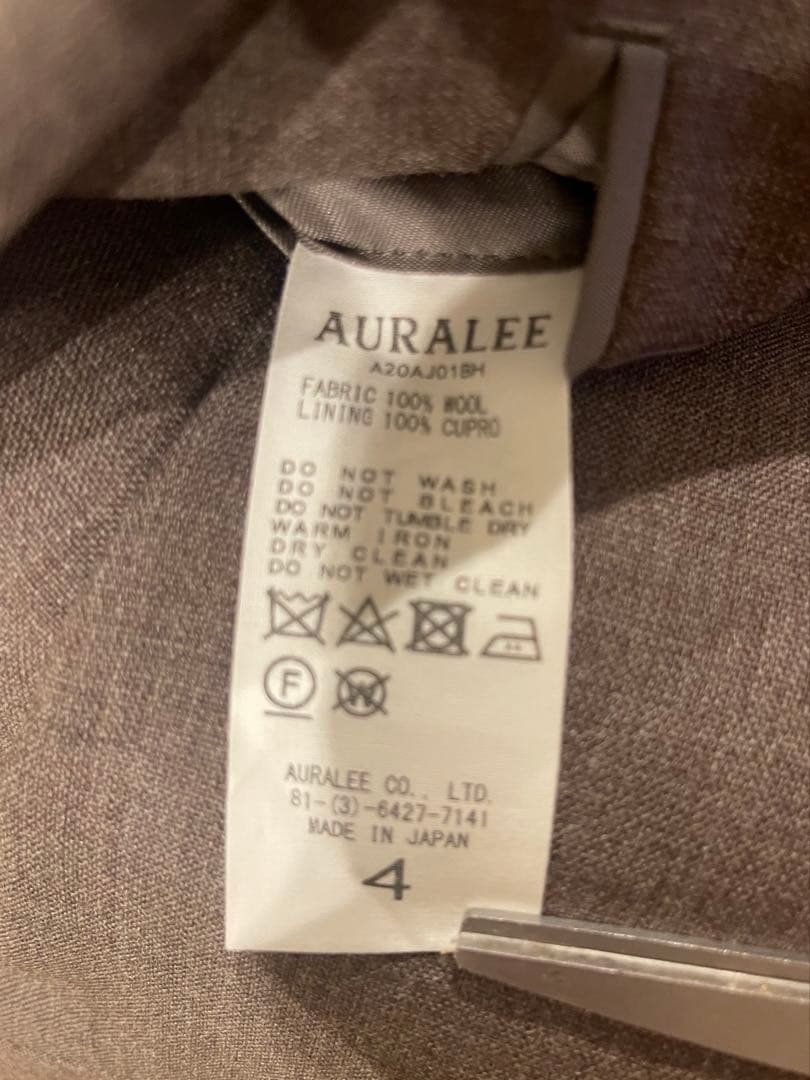 AURALEE
A20AJ01BH
FABRIC 100% WOOL
LINING 100% CUPRO
DO NOT WASH
DO NOT BLEACH
DO NOT TUMBLE DRY
WARM IRON
DRY CLEAN
DO NOT WET CLEAN
F W
AURALEE CO., LTD.
81-(3)-6427-7141
MADE IN JAPAN
4